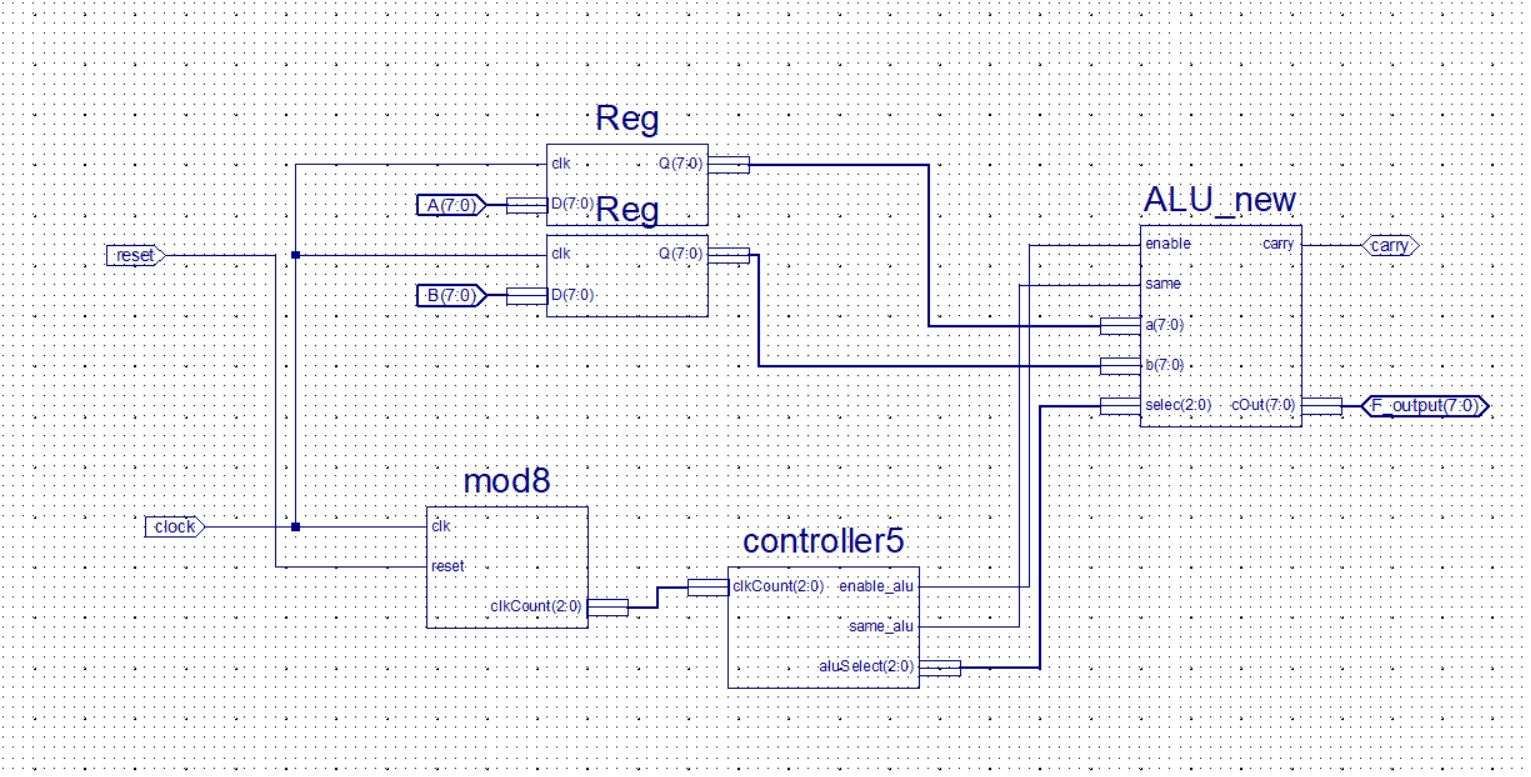 Reg
clk Q(7:0)
A(7:0) D(7:0)
Reg
reset
clk Q(7:0)
B(7:0) D(7:0)
ALU_new
enable carry carry
same
a(7:0)
b(7:0)
selec(2:0) cOut(7:0) F_output(7:0)
mod8
clock clk
reset
clkCount(2:0)
controller5
clkCount(2:0) enable_alu
same_alu
aluSelect(2:0)